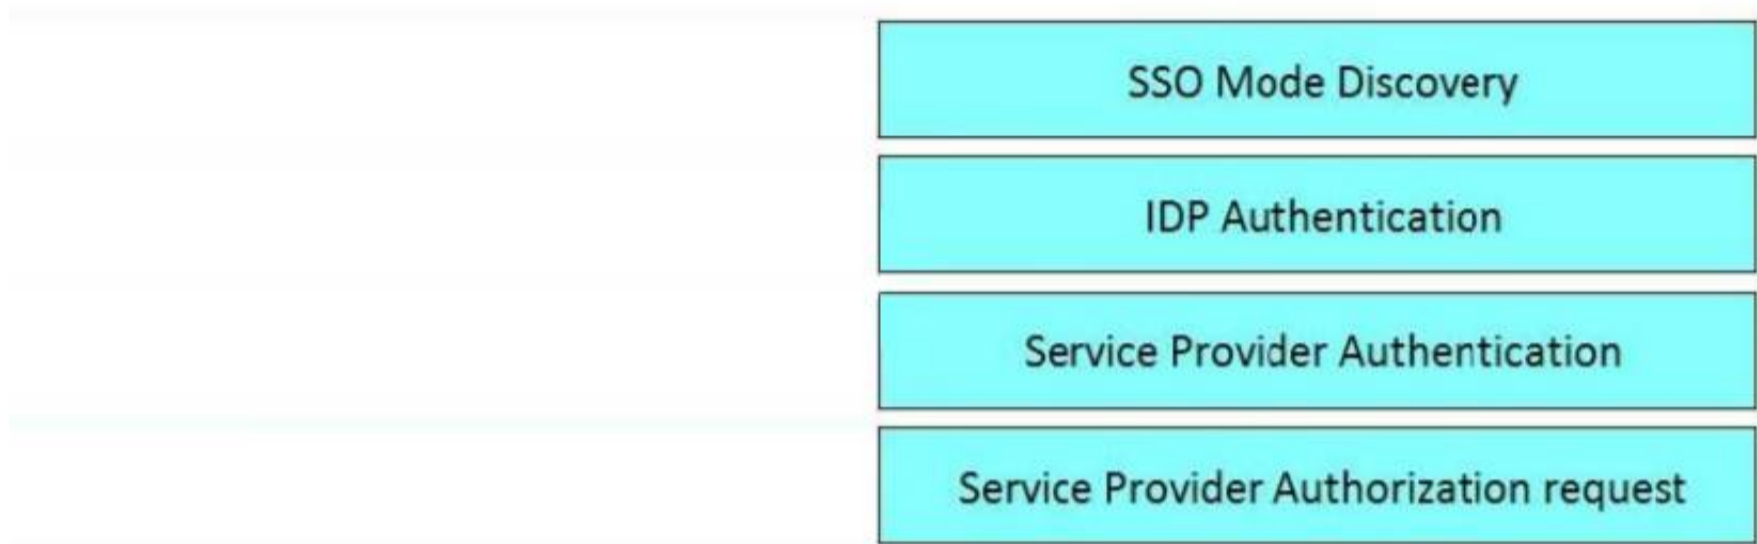 SSO Mode Discovery
IDP Authentication
Service Provider Authentication
Service Provider Authorization request